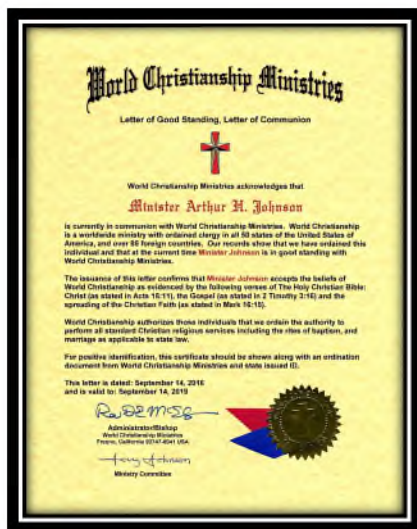 World Christianship Ministries
Letter of Good Standing, Letter of Communion
World Christianship Ministries acknowledges that
Minister Arthur H. Johnson
is currently in communion with World Christianship Ministries. World Christianship
is a worldwide ministry with ordained clergy in all 50 states of the United States of
America, and over 86 foreign countries. Our records show that we have ordained this
individual and that at the current time Minister Johnson is in good standing with
World Christianship Ministries.
The issuance of this letter confirms that Minister Johnson accepts the beliefs of
World Christianship as evidenced by the following verses of The Holy Christian Bible:
Christ (as stated in Acts 16:11), the Gospel (as stated in 2 Timothy 3:16) and the
spreading of the Christian Faith (as stated in Mark 16:15).
World Christianship authorizes those individuals that we ordain the authority to
perform all standard Christian religious services including the rites of baptism, and
marriage as applicable to state law.
For positive identification, this certificate should be shown along with an ordination
document from World Christianship Ministries and state issued ID.
This letter is dated: September 14, 2016
and is valid to: September 14, 2019
Administrator/Bishop
World Christianship Ministries
Fresno, California 93747-8041 USA
Ministry Committee